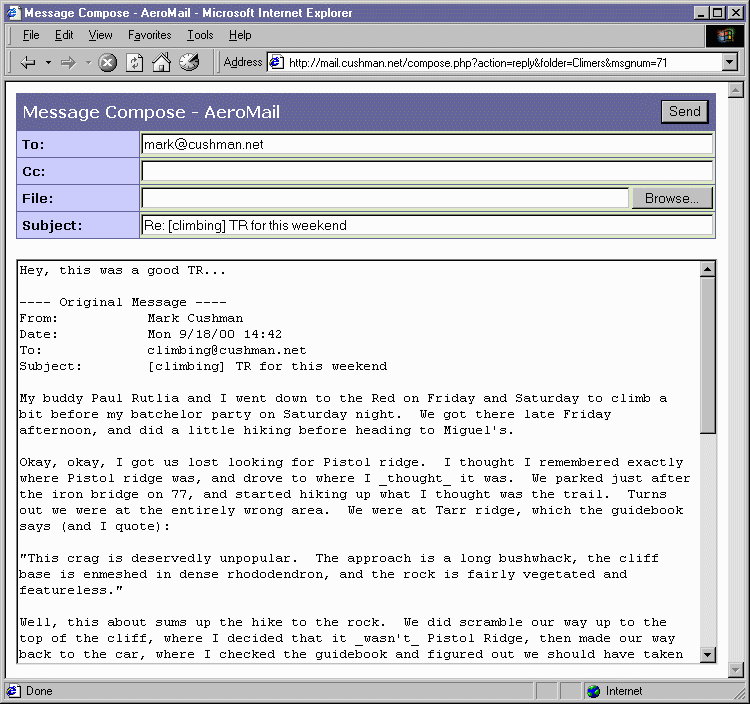 Message Compose - AeroMail - Microsoft Internet Explorer
File Edit View Favorites Tools Help
Address http://mail.cushman.net/compose.php?action=reply&folder=Climers&msgnum=71
Message Compose - AeroMail Send
To: mark@cushman.net
Cc:
File: Browse...
Subject: Re: [climbing] TR for this weekend
Hey, this was a good TR...
---- Original Message ----
From: Mark Cushman
Date: Mon 9/18/00 14:42
To: climbing@cushman.net
Subject: [climbing] TR for this weekend
My buddy Paul Rutlia and I went down to the Red on Friday and Saturday to climb a
bit before my batchelor party on Saturday night.  We got there late Friday
afternoon, and did a little hiking before heading to Miguel's.
Okay, okay, I got us lost looking for Pistol ridge.  I thought I remembered exactly
where Pistol ridge was, and drove to where I _thought_ it was.  We parked just after
the iron bridge on 77, and started hiking up what I thought was the trail.  Turns
out we were at the entirely wrong area.  We were at Tarr ridge, which the guidebook
says (and I quote):
"This crag is deservedly unpopular.  The approach is a long bushwhack, the cliff
base is enmeshed in dense rhododendron, and the rock is fairly vegetated and
featureless."
Well, this about sums up the hike to the rock.  We did scramble our way up to the
top of the cliff, where I decided that it _wasn't_ Pistol Ridge, then made our way
back to the car, where I checked the guidebook and figured out we should have taken
Done Internet